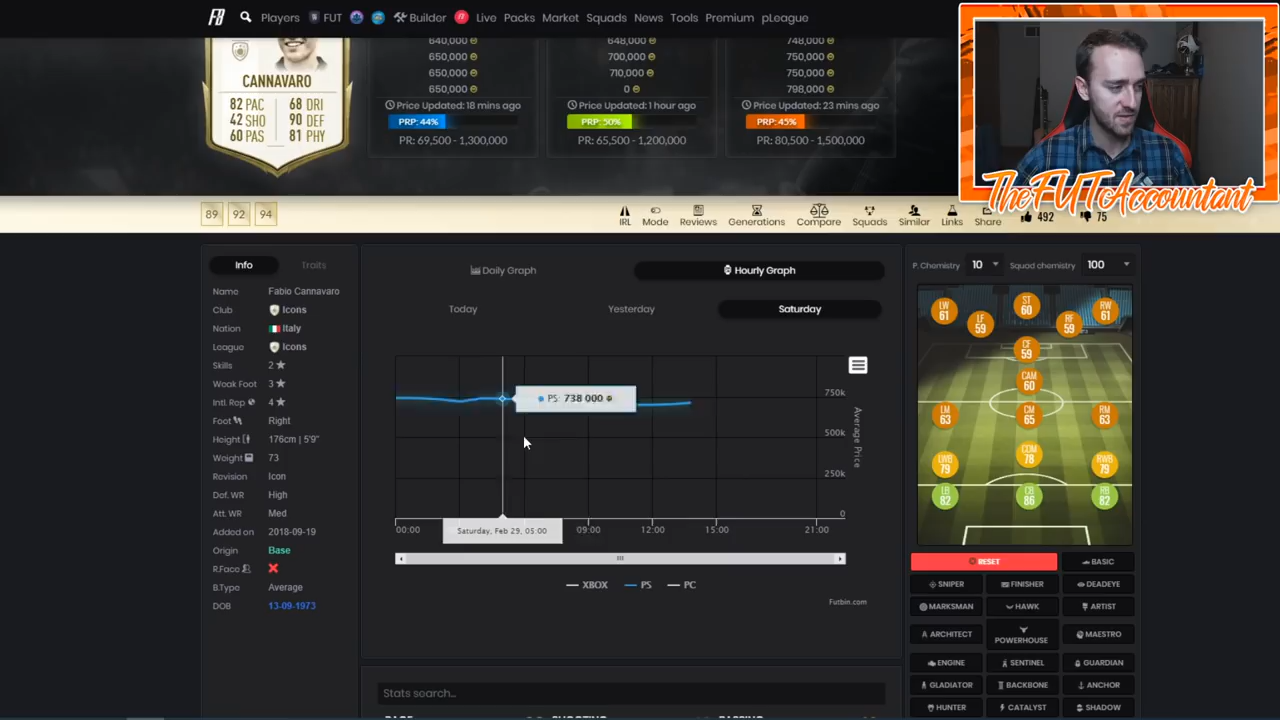 F8 Players FUT Builder Live Packs Market Squads News Tools Premium pLeague
CANNAVARO
82 PAC 68 DRI
42 SHO 90 DEF
60 PAS 81 PHY
640,000 648,000 748,000
650,000 700,000 750,000
650,000 710,000 750,000
650,000 0 798,000
Price Updated: 18 mins ago Price Updated: 1 hour ago Price Updated: 23 mins ago
PRP: 44% PRP: 50% PRP: 45%
PR: 69,500 - 1,300,000 PR: 65,500 - 1,200,000 PR: 80,500 - 1,500,000
TheFUTAccountant
89 92 94
IRL Mode Reviews Generations Compare Squads Similar Links Share 492 75
Info Traits
Name Fabio Cannavaro
Club Icons
Nation Italy
League Icons
Skills 2
Weak Foot 3
Intl. Rep 4
Foot Right
Height 176cm | 5'9"
Weight 73
Revision Icon
Def. WR High
Att. WR Med
Added on 2018-09-19
Origin Base
R.Face
B.Type Average
DOB 13-09-1973
Daily Graph Hourly Graph
Today Yesterday Saturday
PS: 738 000
750k
500k
250k
0
Average Price
00:00 Saturday, Feb 29, 05:00 09:00 12:00 15:00 21:00
XBOX PS PC
Futbin.com
Stats search...
P. Chemistry 10 Squad chemistry 100
LW 61 ST 60 RW 61
LF 59 RF 59
CF 59
CAM 60
LM 63 CM 65 RM 63
LWB 79 CDM 78 RWB 79
LB 82 CB 86 RB 82
RESET BASIC
SNIPER FINISHER DEADEYE
MARKSMAN HAWK ARTIST
ARCHITECT POWERHOUSE MAESTRO
ENGINE SENTINEL GUARDIAN
GLADIATOR BACKBONE ANCHOR
HUNTER CATALYST SHADOW